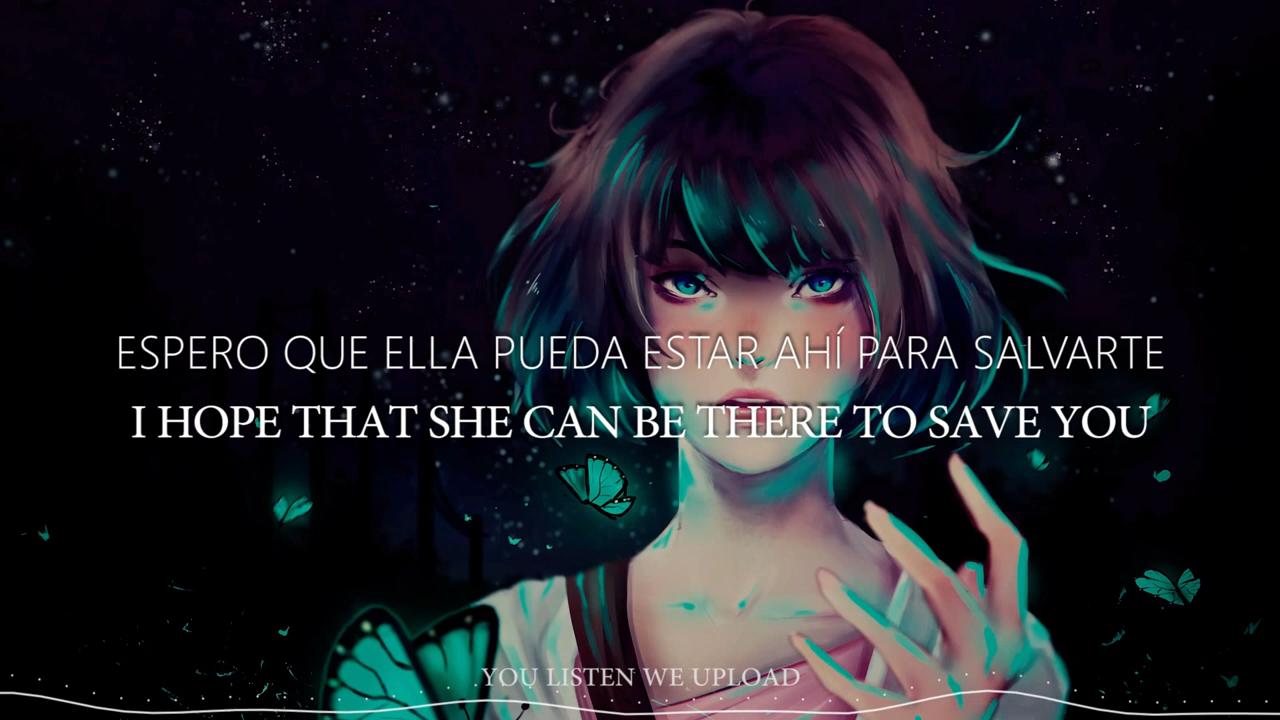 ESPERO QUE ELLA PUEDA ESTAR AHÍ PARA SALVARTE
I HOPE THAT SHE CAN BE THERE TO SAVE YOU
YOU LISTEN WE UPLOAD